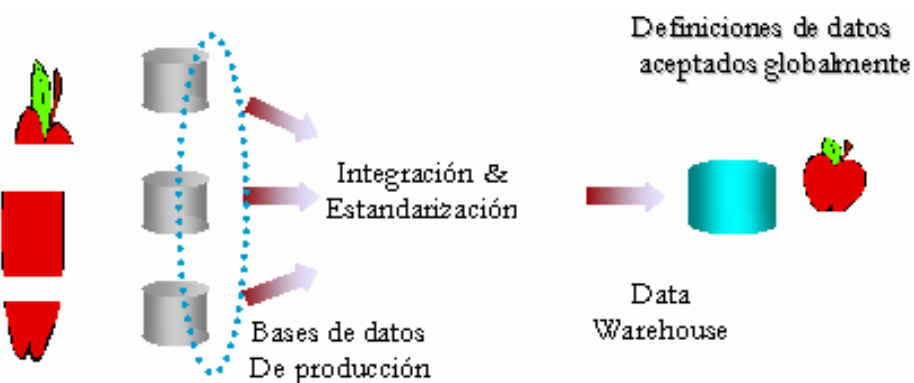 Definiciones de datos
aceptados globalmente
Integración &
Estandarización
Bases de datos
De producción
Data
Warehouse